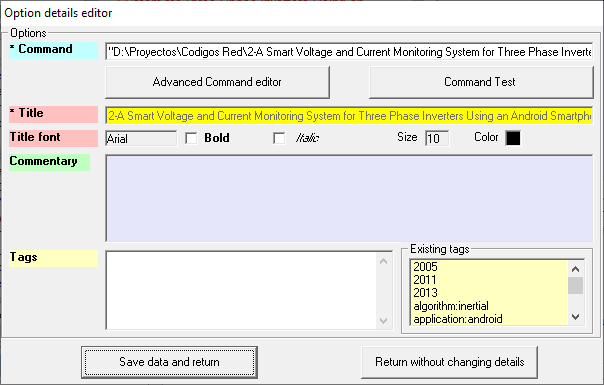 Option details editor
Options
* Command
"D:\Proyectos\Codigos Red\2-A Smart Voltage and Current Monitoring System for Three Phase Inverte
Advanced Command editor
Command Test
* Title
2-A Smart Voltage and Current Monitoring System for Three Phase Inverters Using an Android Smartpho
Title font
Arial
Bold
Italic
Size
10
Color
Commentary
Tags
Existing tags
2005
2011
2013
algorithm:inertial
application:android
Save data and return
Return without changing details